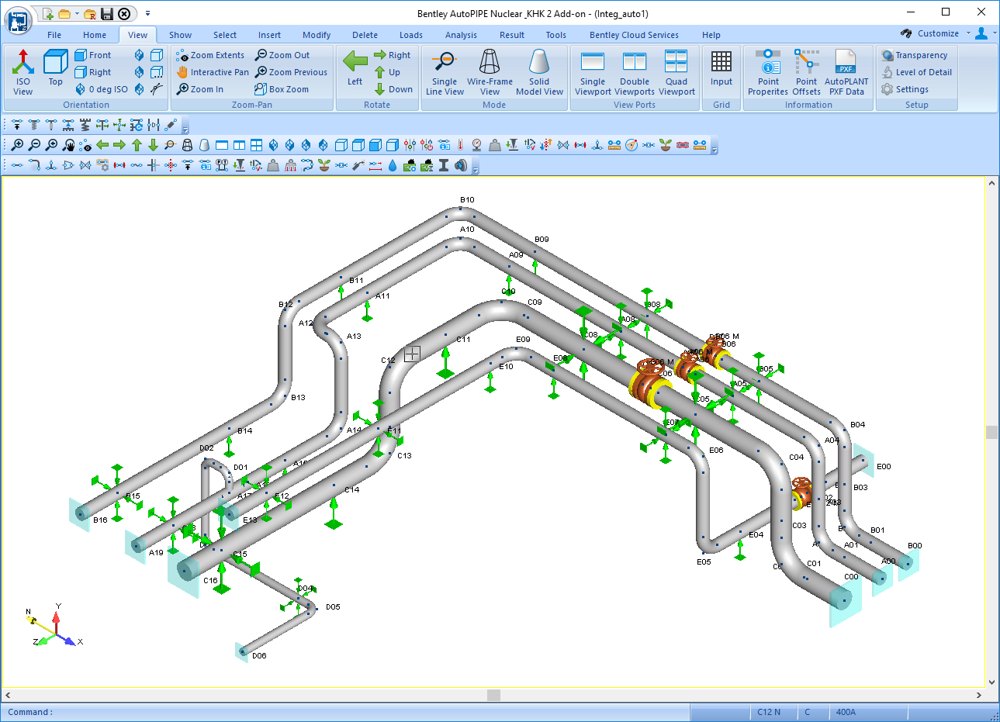 Bentley AutoPIPE Nuclear _KHK 2 Add-on - (Integ_auto1)
File Home View Show Select Insert Modify Delete Loads Analysis Result Tools Bentley Cloud Services Help Customize
ISO View
Top
Front
Right
0 deg ISO
Orientation
Zoom Extents
Interactive Pan
Zoom In
Zoom Out
Zoom Previous
Box Zoom
Zoom-Pan
Left
Right
Up
Down
Rotate
Single Line View
Wire-Frame View
Solid Model View
Mode
Single Viewport
Double Viewports
Quad Viewport
View Ports
Input
Grid
Point Properites
Point Offsets
AutoPLANT PXF Data
PXF
Information
Transparency
Level of Detail
Settings
Setup
B10
A10
B09
A09
B11
A11
C10
C09
B12
B08
A12
A08
A13
C08
C11
E09
B06 M
B06
C12
E08
E10
C06 M
A06 M
A06
C06
B05
A05
B13
C05
B14
A14
E11
E07
B04
D02
C13
E06
A04
C04
D01
A15
E00
B15
E12
C14
B03
B16
E13
C03
B01
E04
A19
C15
A01
B00
E05
A00
C16
C01
C00
D04
D05
D06
N
Y
Z
X
Command :
C12 N
C
400A